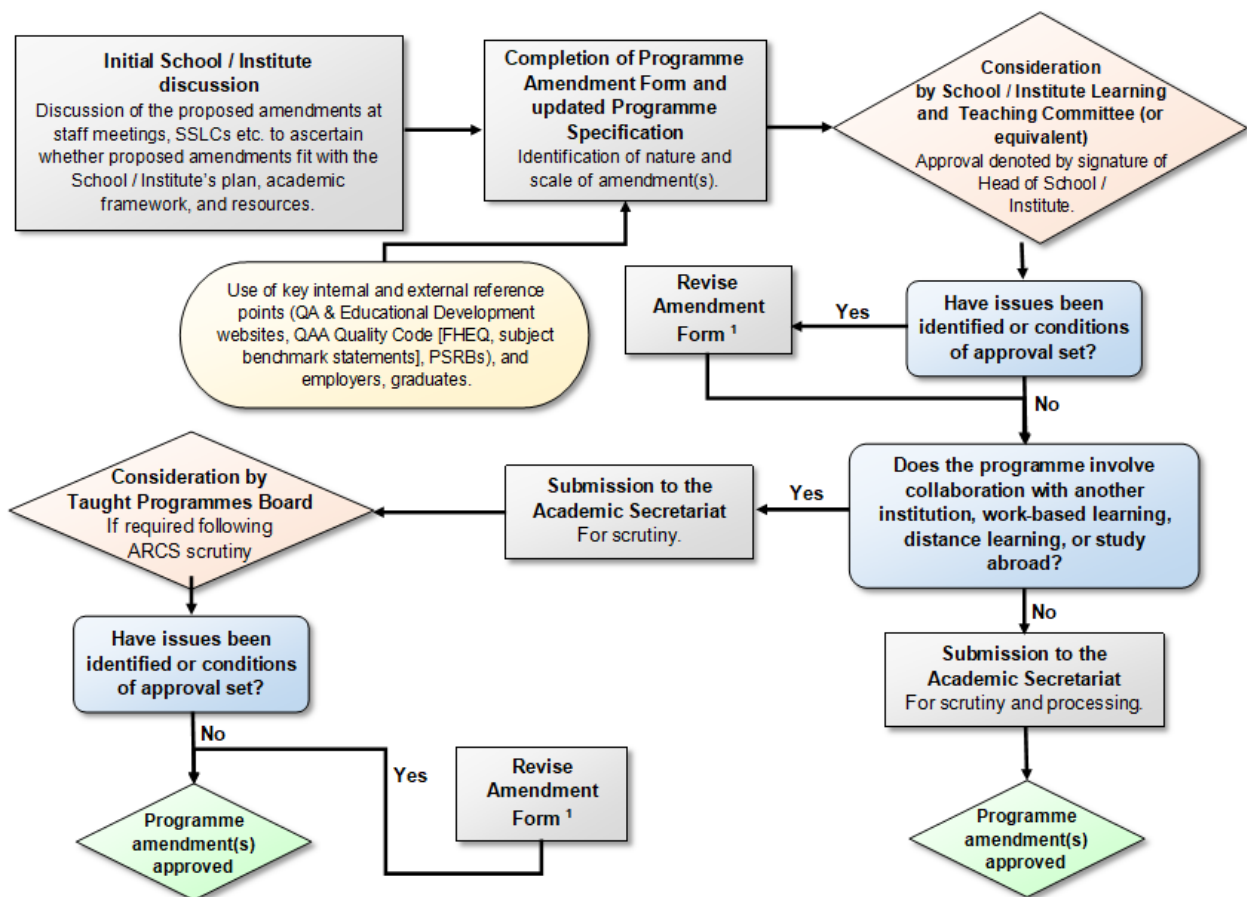 Initial School / Institute
discussion
Discussion of the proposed amendments at
staff meetings, SSLCs etc. to ascertain
whether proposed amendments fit with the
School / Institute's plan, academic
framework, and resources.
Completion of Programme
Amendment Form and
updated Programme
Specification
Identification of nature and
scale of amendment(s).
Consideration
by School / Institute Learning
and Teaching Committee (or
equivalent)
Approval denoted by signature of
Head of School /
Institute.
Use of key internal and external reference
points (QA & Educational Development
websites, QAA Quality Code [FHEQ, subject
benchmark statements], PSRBs), and
employers, graduates.
Revise
Amendment
Form ¹
Yes
Have issues been
identified or conditions
of approval set?
No
Does the programme involve
collaboration with another
institution, work-based learning,
distance learning, or study
abroad?
Yes
Submission to the
Academic Secretariat
For scrutiny.
Consideration by
Taught Programmes Board
If required following
ARCS scrutiny
No
Submission to the
Academic Secretariat
For scrutiny and processing.
Have issues been
identified or conditions
of approval set?
No
Yes
Revise
Amendment
Form ¹
Programme
amendment(s)
approved
Programme
amendment(s)
approved